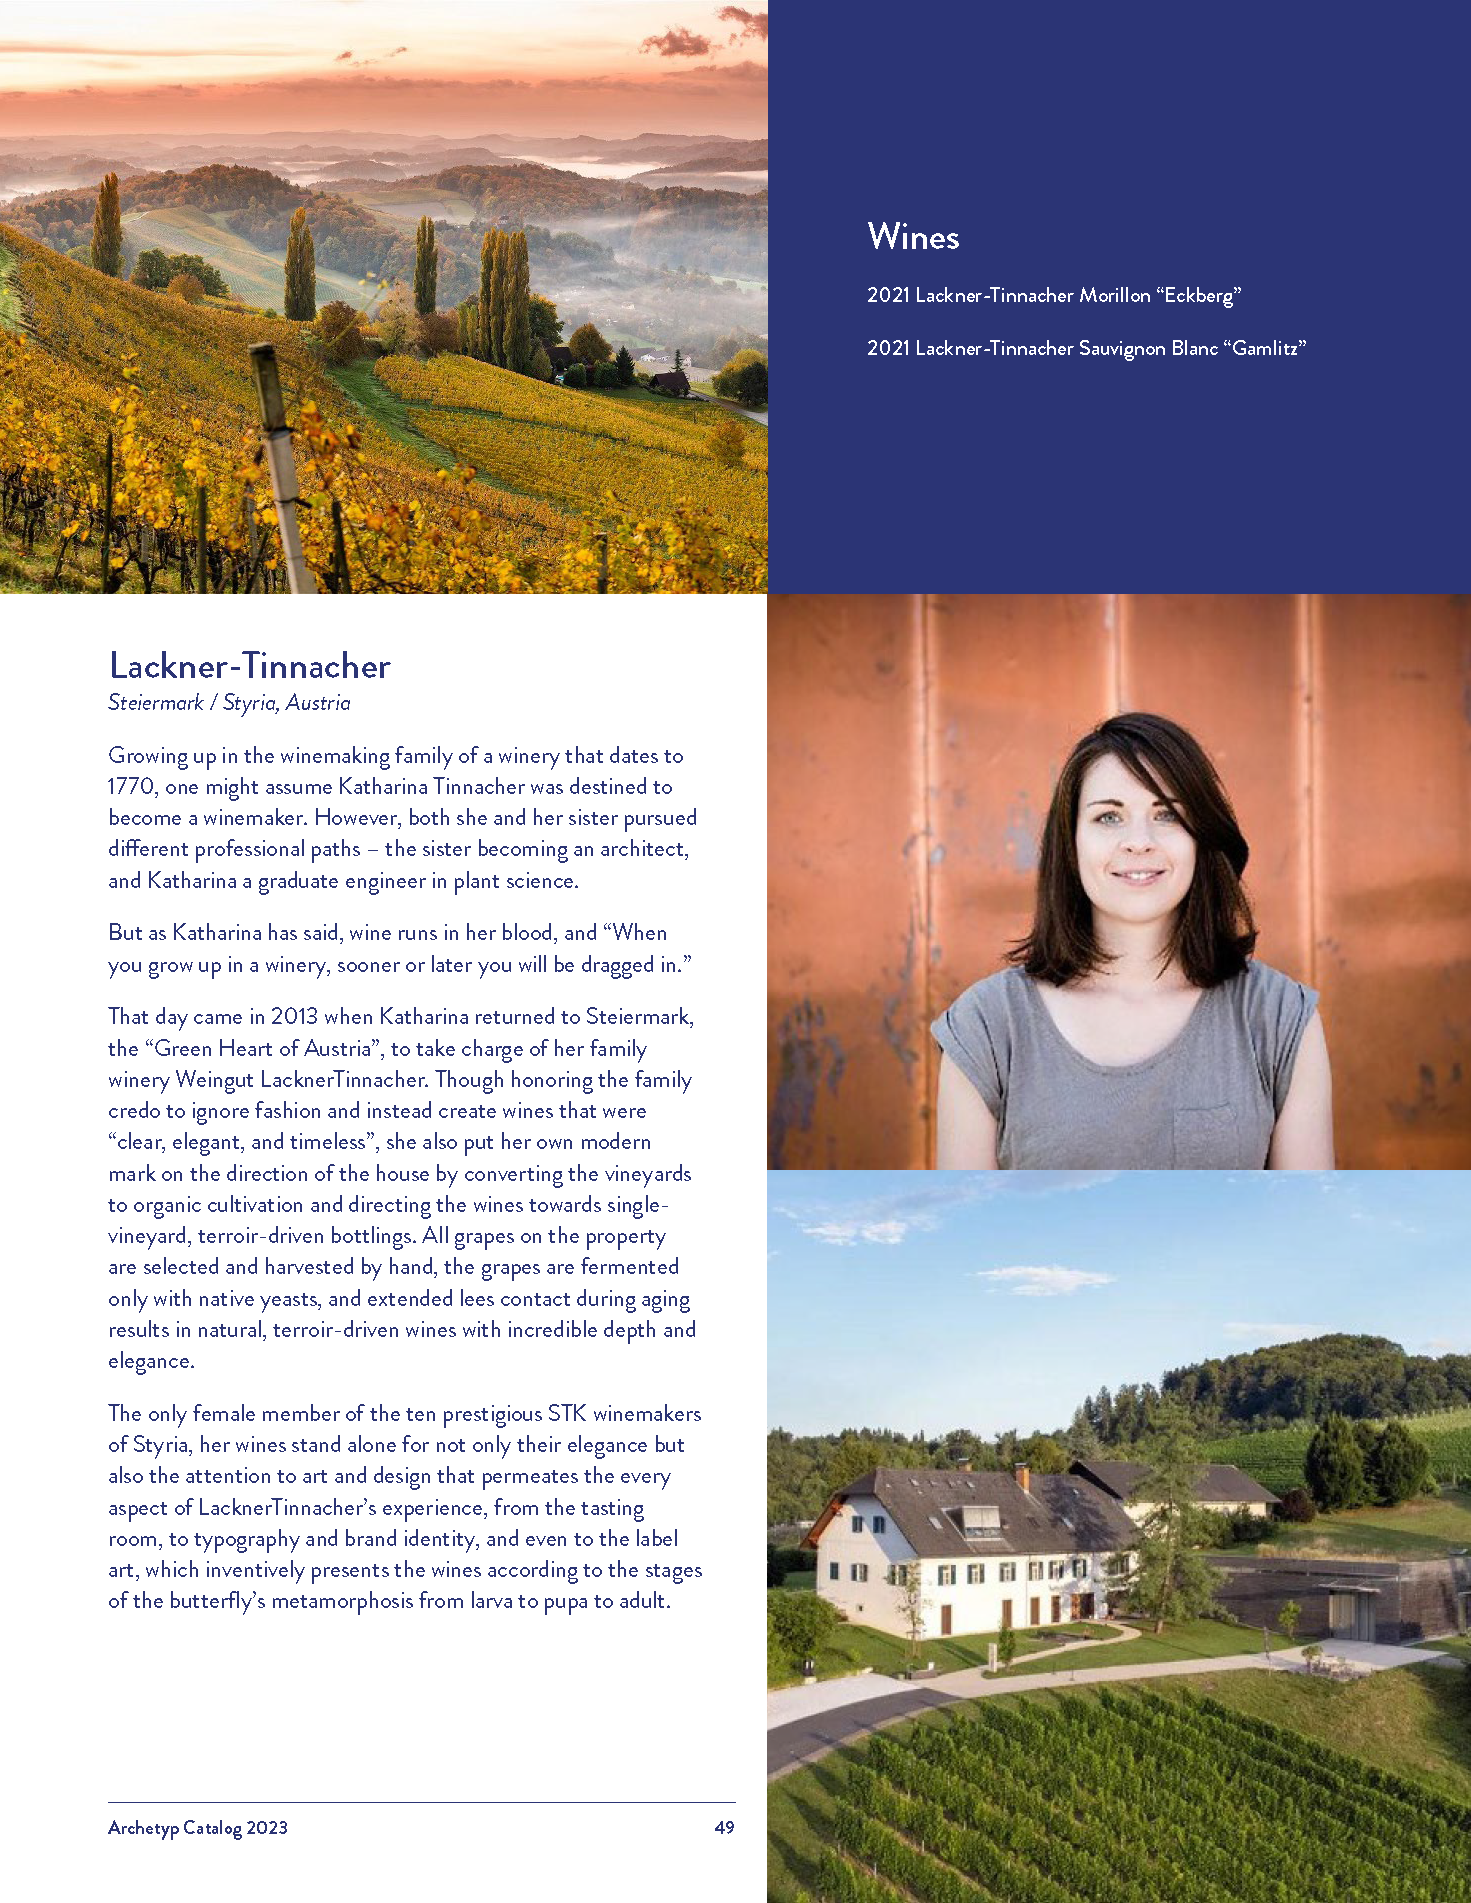 Wines
2021 Lackner-Tinnacher Morillon “Eckberg”
2021 Lackner-Tinnacher Sauvignon Blanc “Gamlitz”
Lackner-Tinnacher
Steiermark / Styria, Austria
Growing up in the winemaking family of a winery that dates to
1770, one might assume Katharina Tinnacher was destined to
become a winemaker. However, both she and her sister pursued
different professional paths – the sister becoming an architect,
and Katharina a graduate engineer in plant science.
But as Katharina has said, wine runs in her blood, and “When
you grow up in a winery, sooner or later you will be dragged in.”
That day came in 2013 when Katharina returned to Steiermark,
the “Green Heart of Austria”, to take charge of her family
winery Weingut LacknerTinnacher. Though honoring the family
credo to ignore fashion and instead create wines that were
“clear, elegant, and timeless”, she also put her own modern
mark on the direction of the house by converting the vineyards
to organic cultivation and directing the wines towards single-
vineyard, terroir-driven bottlings. All grapes on the property
are selected and harvested by hand, the grapes are fermented
only with native yeasts, and extended lees contact during aging
results in natural, terroir-driven wines with incredible depth and
elegance.
The only female member of the ten prestigious STK winemakers
of Styria, her wines stand alone for not only their elegance but
also the attention to art and design that permeates the every
aspect of LacknerTinnacher’s experience, from the tasting
room, to typography and brand identity, and even to the label
art, which inventively presents the wines according to the stages
of the butterfly’s metamorphosis from larva to pupa to adult.
Archetyp Catalog 2023
49